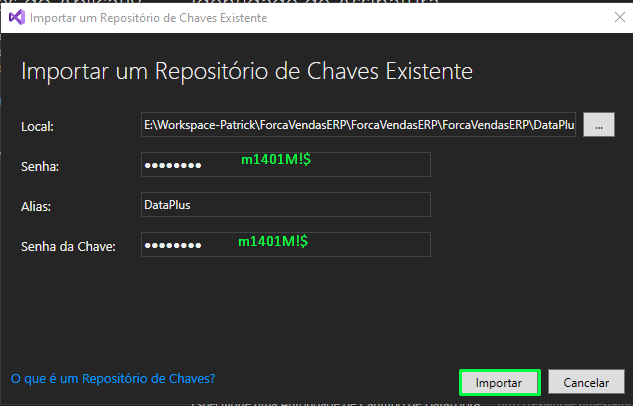 Importar um Repositório de Chaves Existente
Importar um Repositório de Chaves Existente
Local: E:\Workspace-Patrick\ForcaVendasERP\ForcaVendasERP\ForcaVendasERP\DataPlu ...
Senha: ●●●●●●●● m1401M!$
Alias: DataPlus
Senha da Chave: ●●●●●●●● m1401M!$
O que é um Repositório de Chaves?
Importar Cancelar